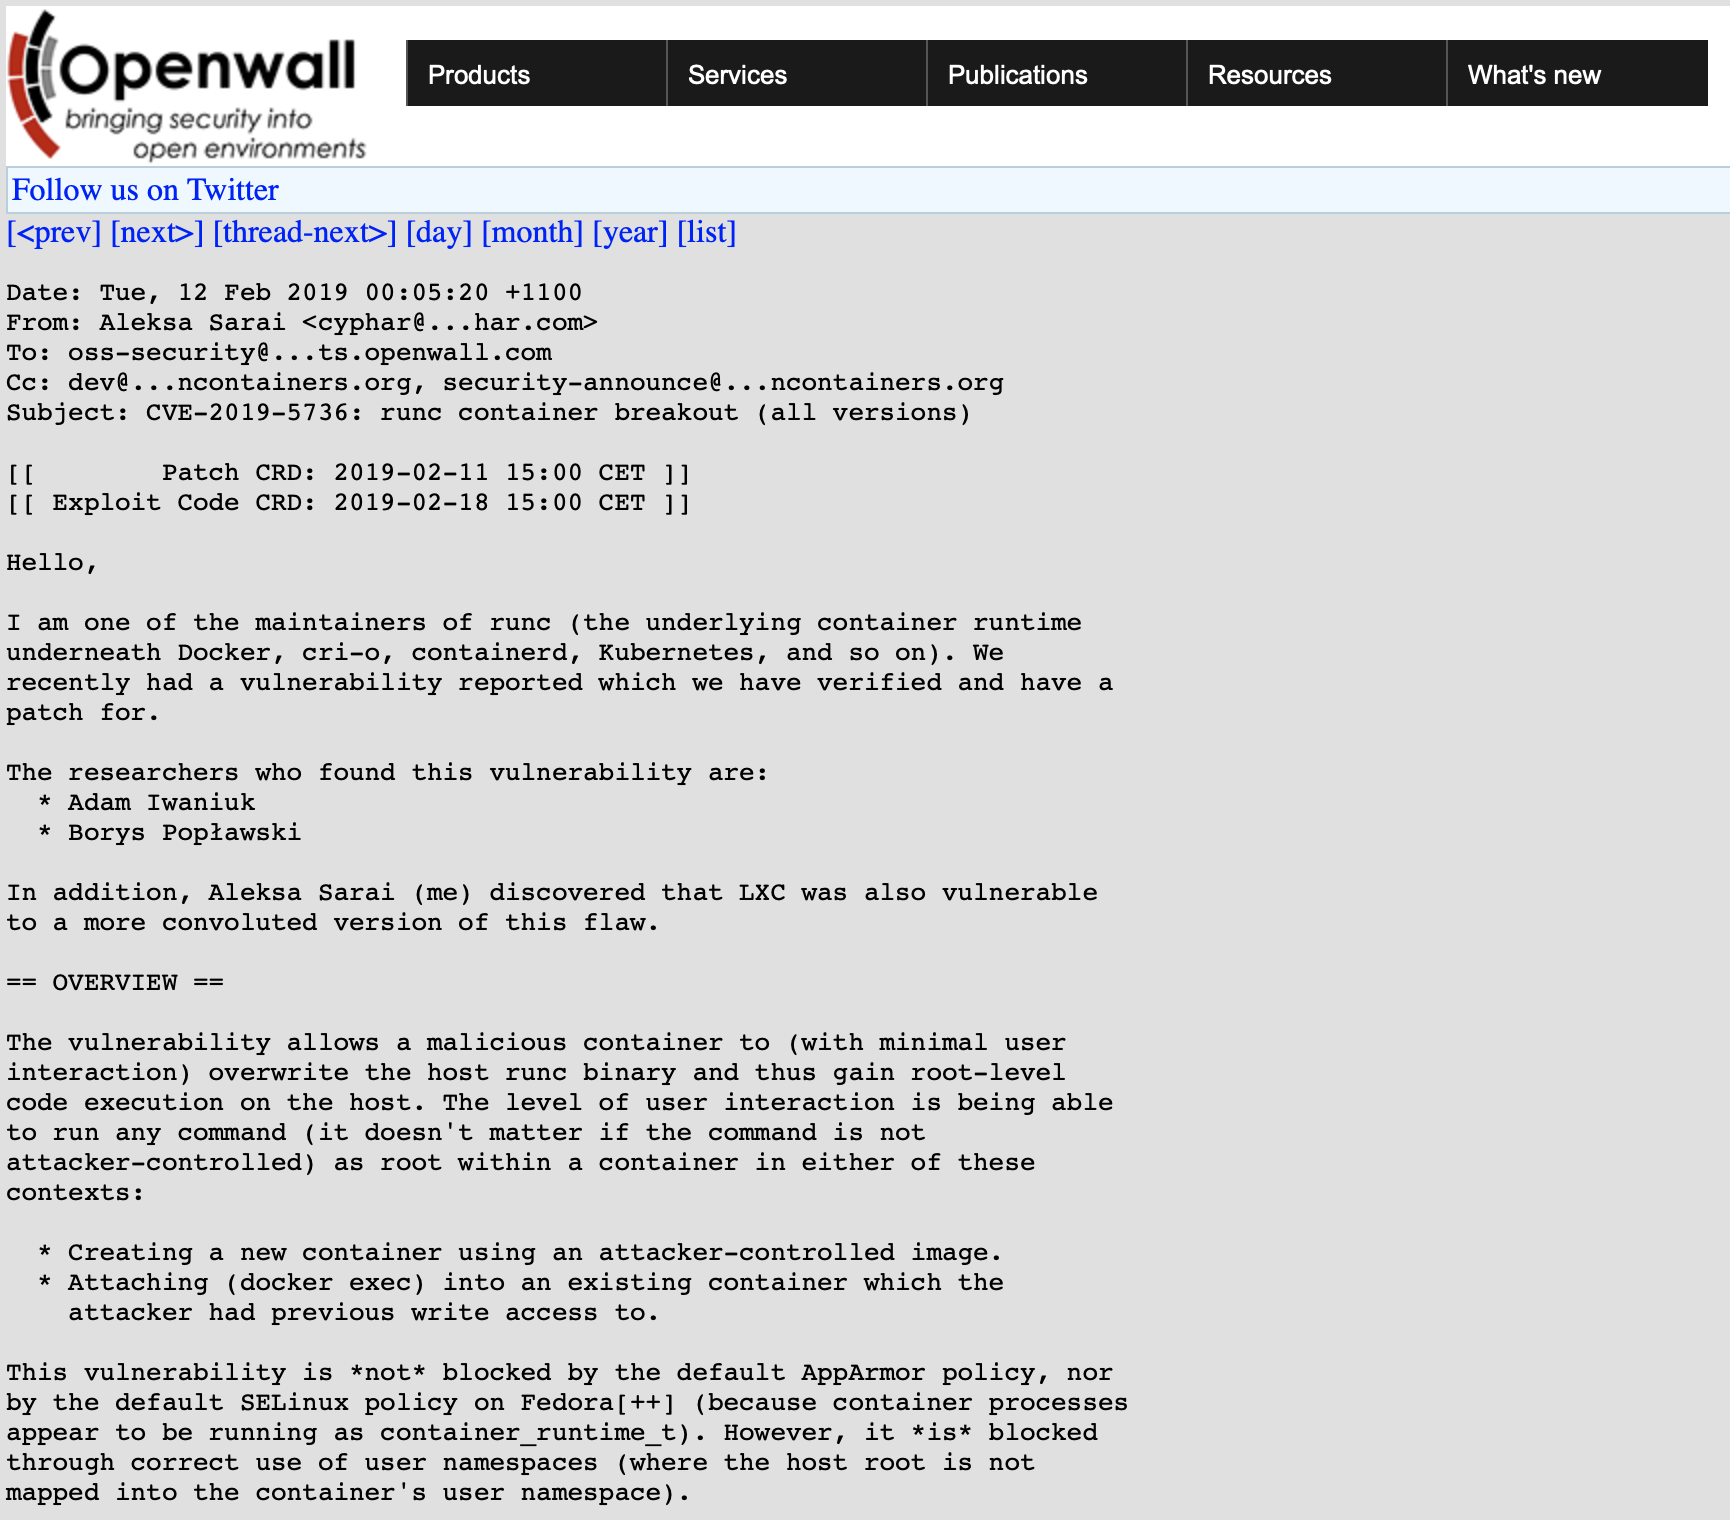 Openwall
bringing security into
open environments
Products
Services
Publications
Resources
What's new
Follow us on Twitter
[<prev] [next>] [thread-next>] [day] [month] [year] [list]
Date: Tue, 12 Feb 2019 00:05:20 +1100
From: Aleksa Sarai <cyphar@...har.com>
To: oss-security@...ts.openwall.com
Cc: dev@...ncontainers.org, security-announce@...ncontainers.org
Subject: CVE-2019-5736: runc container breakout (all versions)
[[        Patch CRD: 2019-02-11 15:00 CET ]]
[[ Exploit Code CRD: 2019-02-18 15:00 CET ]]
Hello,
I am one of the maintainers of runc (the underlying container runtime
underneath Docker, cri-o, containerd, Kubernetes, and so on). We
recently had a vulnerability reported which we have verified and have a
patch for.
The researchers who found this vulnerability are:
  * Adam Iwaniuk
  * Borys Popławski
In addition, Aleksa Sarai (me) discovered that LXC was also vulnerable
to a more convoluted version of this flaw.
== OVERVIEW ==
The vulnerability allows a malicious container to (with minimal user
interaction) overwrite the host runc binary and thus gain root-level
code execution on the host. The level of user interaction is being able
to run any command (it doesn't matter if the command is not
attacker-controlled) as root within a container in either of these
contexts:
  * Creating a new container using an attacker-controlled image.
  * Attaching (docker exec) into an existing container which the
    attacker had previous write access to.
This vulnerability is *not* blocked by the default AppArmor policy, nor
by the default SELinux policy on Fedora[++] (because container processes
appear to be running as container_runtime_t). However, it *is* blocked
through correct use of user namespaces (where the host root is not
mapped into the container's user namespace).